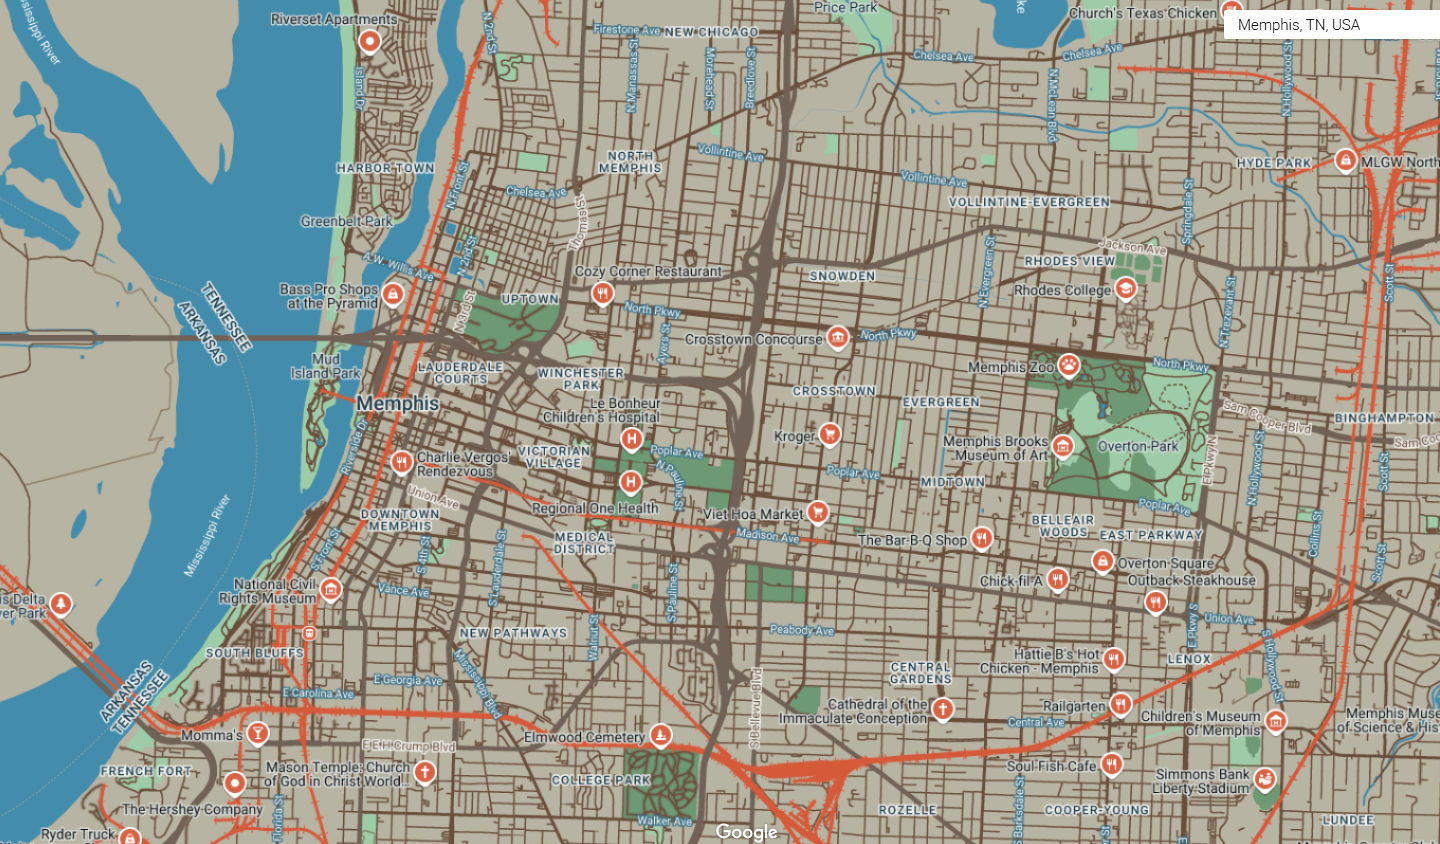 Riverset Apartments
Mississippi River
N 2nd St
Island Dr
Firestone Ave
NEW CHICAGO
N Manassas St
Morehead St
Breedlove St
Price Park
Church's Texas Chicken
Memphis, TN, USA
Chelsea Ave
Chelsea Ave
N McLean Blvd
N Hollywood St
HARBOR TOWN
N Front St
NORTH
MEMPHIS
Vollintine Ave
Chelsea Ave
Vollintine Ave
HYDE PARK
MLGW North
VOLLINTINE-EVERGREEN
Springdale St
Greenbelt Park
Thomas St
Jackson Ave
N 2nd St
A.W. Willis Ave
Cozy Corner Restaurant
SNOWDEN
N Evergreen St
RHODES VIEW
Rhodes College
Scott St
N Trezevant St
Bass Pro Shops
at the Pyramid
TENNESSEE
ARKANSAS
N 3rd St
UPTOWN
North Pkwy
Ayers St
Crosstown Concourse
North Pkwy
Mud
Island Park
LAUDERDALE
COURTS
WINCHESTER
PARK
Memphis Zoo
North Pkwy
Memphis
Le Bonheur
Children's Hospital
CROSSTOWN
EVERGREEN
Sam Cooper Blvd
BINGHAMPTON
Sam Coo
Riverside Dr
Charlie Vergos'
Rendezvous
VICTORIAN
VILLAGE
Poplar Ave
N Pauline St
Kroger
Poplar Ave
Memphis Brooks
Museum of Art
Overton Park
E Pkwy N
N Hollywood St
Scott St
MIDTOWN
Poplar Ave
Union Ave
Regional One Health
Viet Hoa Market
Mississippi River
DOWNTOWN
MEMPHIS
S Front St
S 4th St
S Lauderdale St
MEDICAL
DISTRICT
Madison Ave
The Bar-B-Q Shop
BELLEAIR
WOODS
EAST PARKWAY
Collins St
Scott St
Overton Square
Chick-fil-A
Outback Steakhouse
National Civil
Rights Museum
Vance Ave
S Pauline St
is Delta
ver Park
Walnut St
NEW PATHWAYS
Peabody Ave
E Pkwy S
Union Ave
S Hollywood St
SOUTH BLUFFS
Mississippi Blvd
Hattie B's Hot
Chicken - Memphis
LENOX
ARKANSAS
TENNESSEE
E Georgia Ave
E Carolina Ave
S Bellevue Blvd
CENTRAL
GARDENS
Cathedral of the
Immaculate Conception
Railgarten
Central Ave
Children's Museum
of Memphis
Memphis Muse
of Science & His
Momma's
E E H Crump Blvd
Elmwood Cemetery
FRENCH FORT
Mason Temple: Church
of God in Christ World...
COLLEGE PARK
Soul Fish Cafe
Simmons Bank
Liberty Stadium
The Hershey Company
Florida St
Walker Ave
Google
ROZELLE
S Barksdale St
COOPER-YOUNG
LUNDEE
Ryder Truck